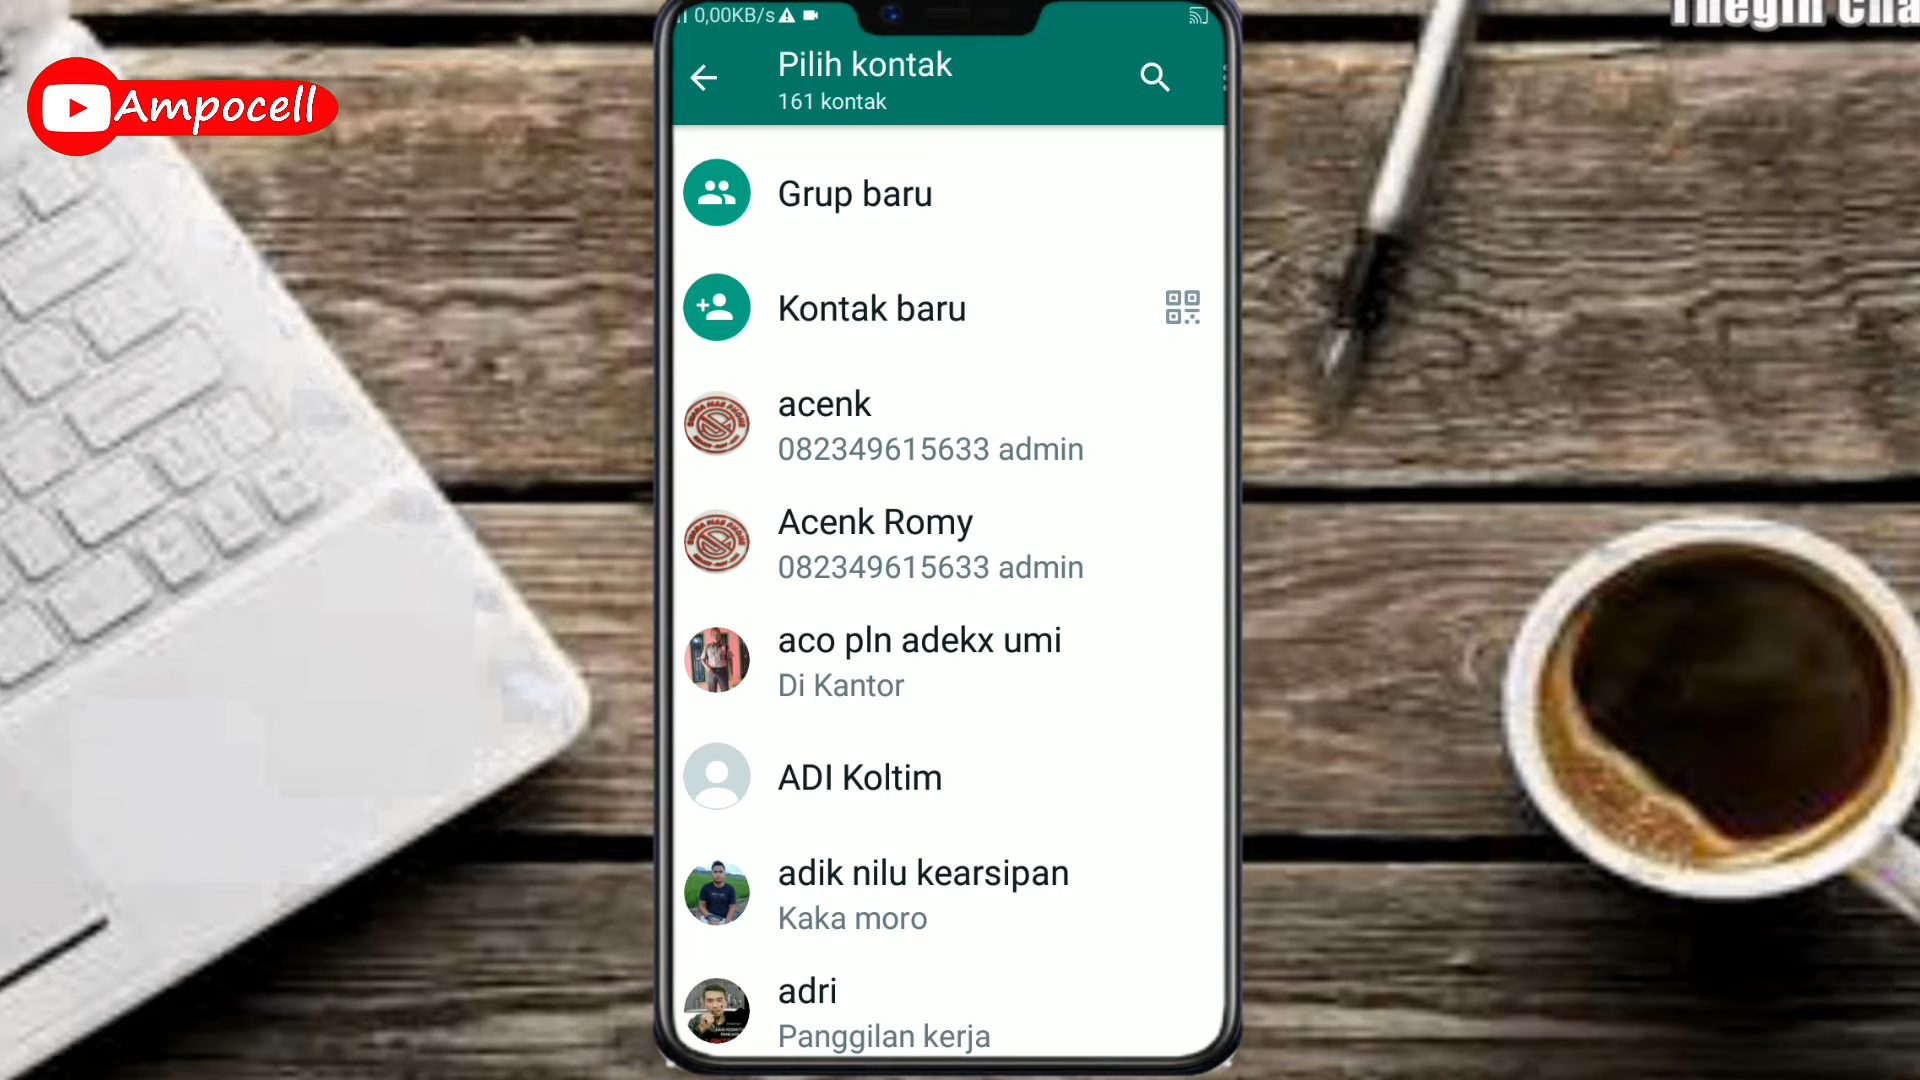 Ampocell
0,00KB/s
Pilih kontak
161 kontak
Grup baru
Kontak baru
acenk
082349615633 admin
Acenk Romy
082349615633 admin
aco pln adekx umi
Di Kantor
ADI Koltim
adik nilu kearsipan
Kaka moro
adri
Panggilan kerja